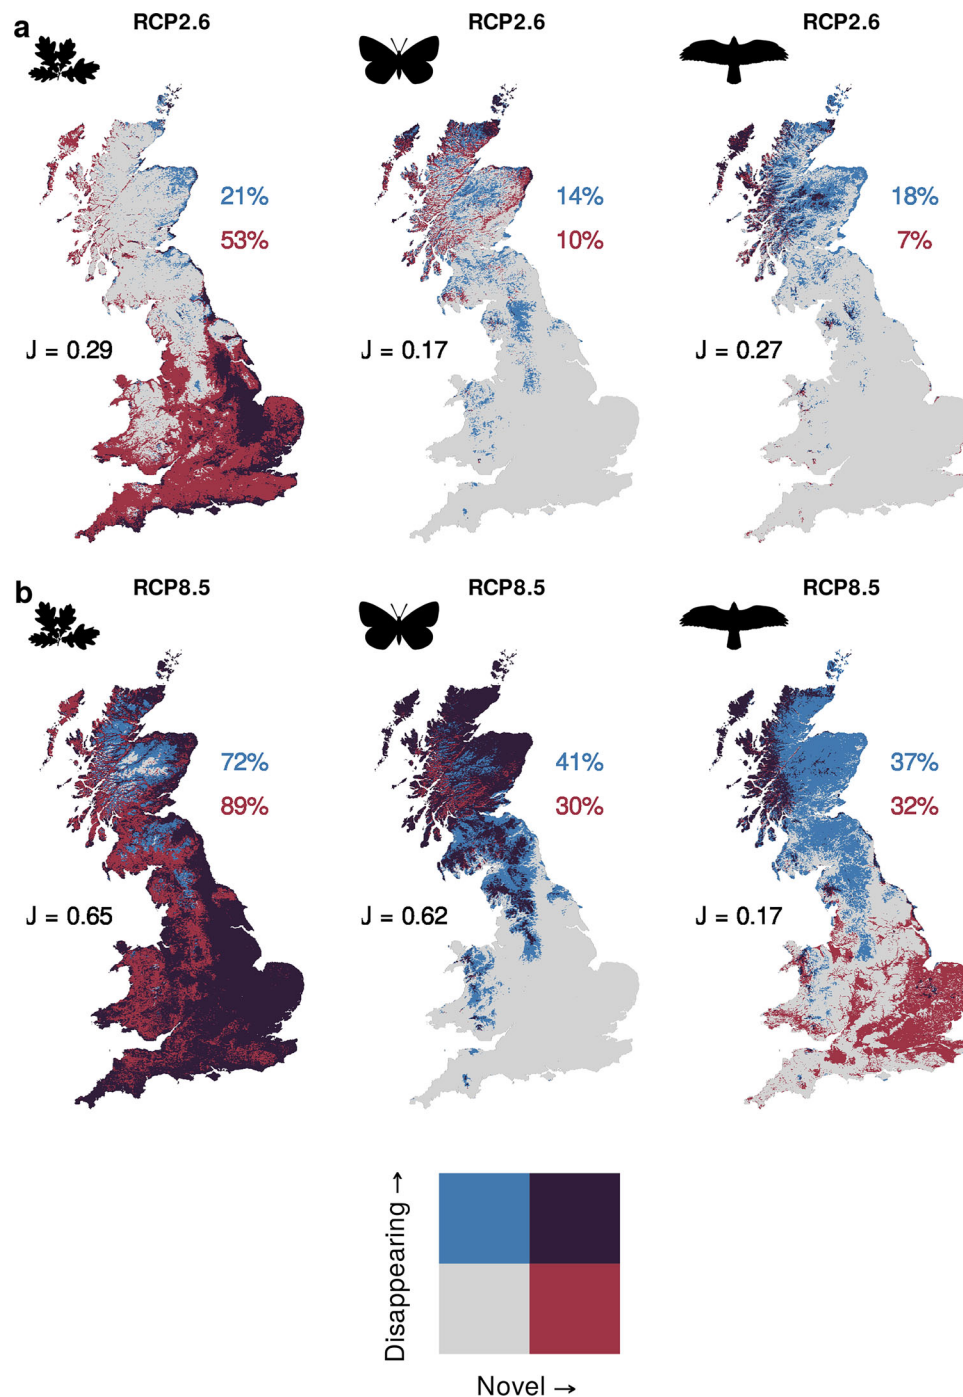 a
RCP2.6
RCP2.6
RCP2.6
21%
53%
J = 0.29
14%
10%
J = 0.17
18%
7%
J = 0.27
b
RCP8.5
RCP8.5
RCP8.5
72%
89%
J = 0.65
41%
30%
J = 0.62
37%
32%
J = 0.17
Disappearing →
Novel →